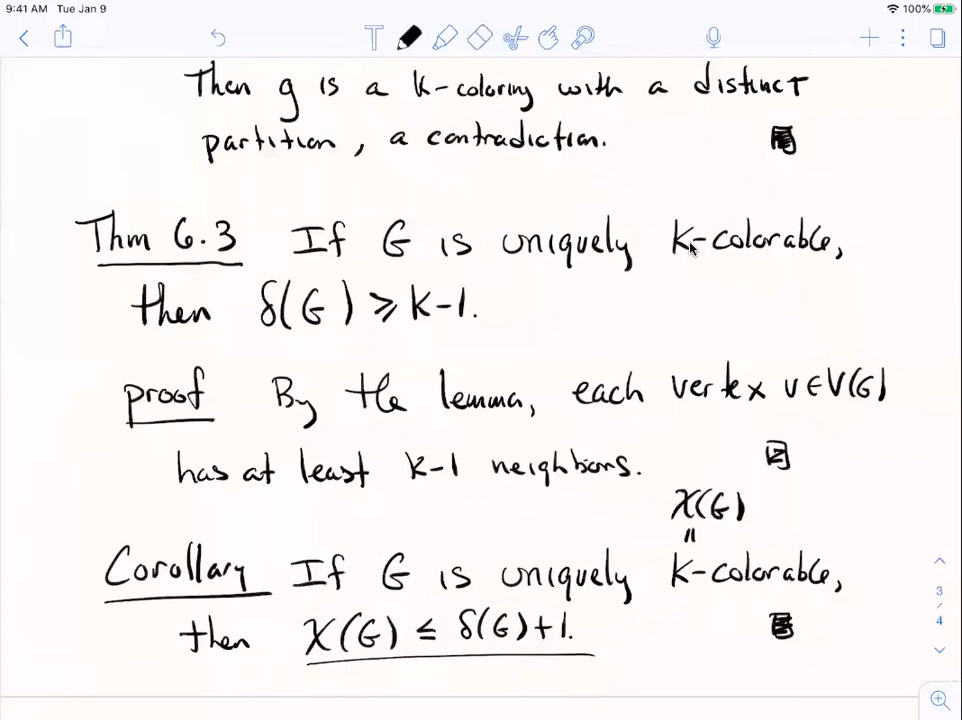 9:41 AM Tue Jan 9
100%
Then g is a k-coloring with a distinct
partition, a contradiction.
Thm 6.3 If G is uniquely k-colorable,
then δ(G) ≥ k-1.
proof By the lemma, each vertex v∈V(G)
has at least k-1 neighbors.
χ(G)
"
Corollary If G is uniquely k-colorable,
then χ(G) ≤ δ(G)+1.
3
/
4